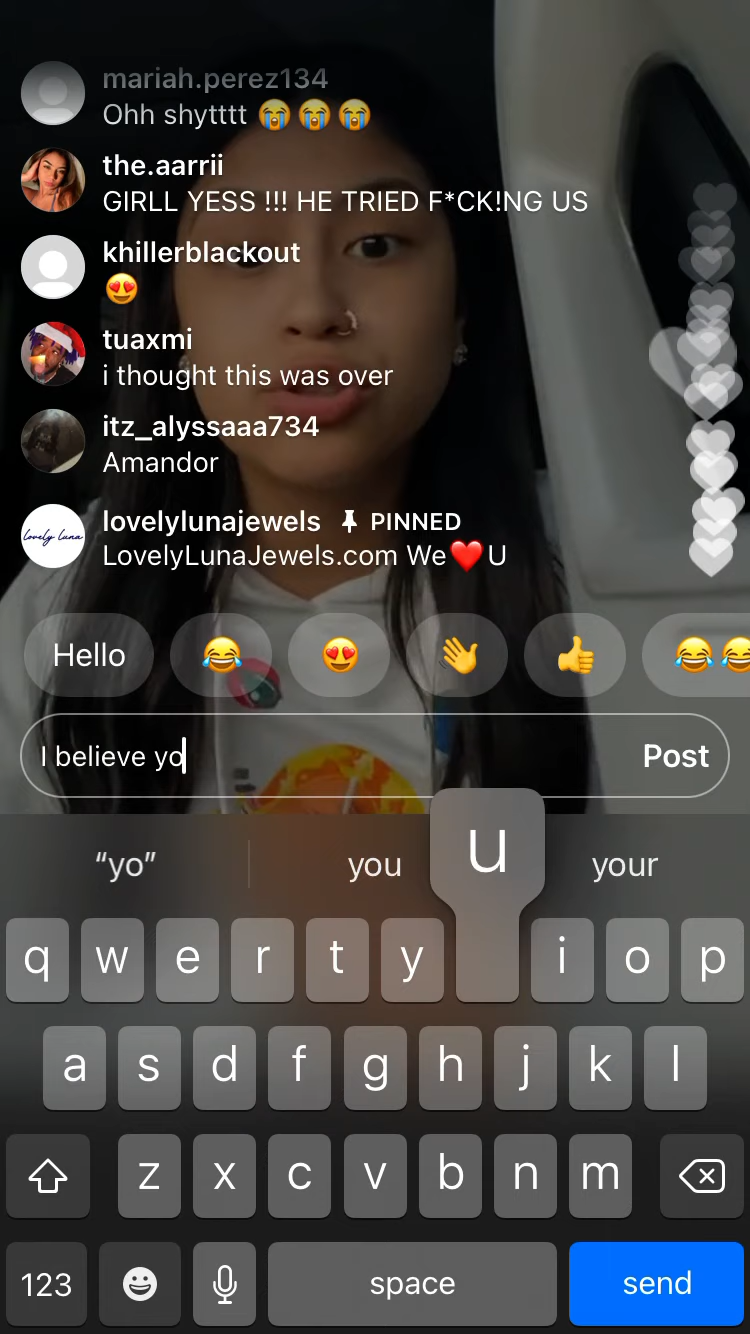 mariah.perez134
Ohh shytttt 😭😭😭
the.aarrii
GIRLL YESS !!! HE TRIED F*CK!NG US
khillerblackout
😍
tuaxmi
i thought this was over
itz_alyssaaa734
Amandor
lovely luna
lovelylunajewels PINNED
LovelyLunaJewels.com We❤️U
Hello 😂 😍 👋 👍 😂😂
I believe yo Post
“yo” you your
u
q w e r t y i o p
a s d f g h j k l
z x c v b n m
123 space send